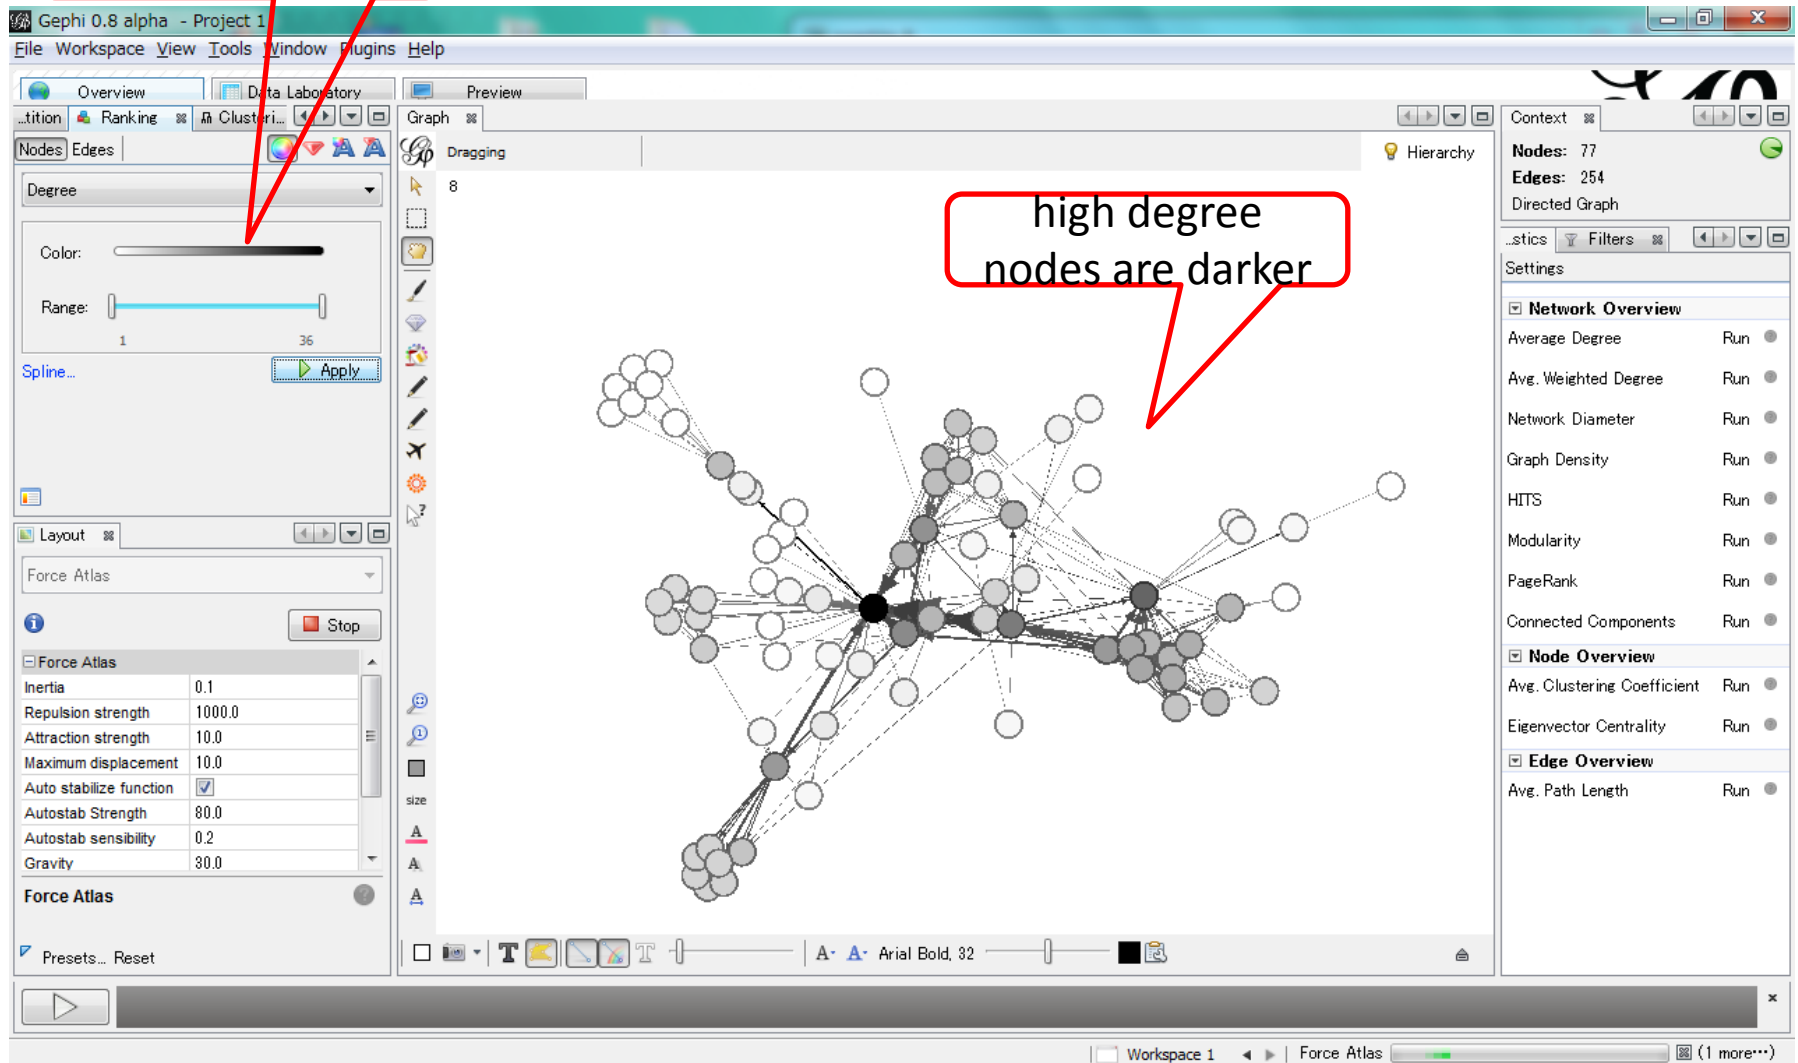 Gephi 0.8 alpha - Project 1
File Workspace View Tools Window Plugins Help
Overview
Data Laboratory
Preview
...tition
Ranking
Clusteri...
Nodes Edges
Degree
Color:
Range:
1 36
Spline...
Apply
Layout
Force Atlas
Stop
Force Atlas
Inertia 0.1
Repulsion strength 1000.0
Attraction strength 10.0
Maximum displacement 10.0
Auto stabilize function
Autostab Strength 80.0
Autostab sensibility 0.2
Gravity 30.0
Force Atlas
Presets... Reset
Graph
Dragging
Hierarchy
8
high degree
nodes are darker
size
Arial Bold, 32
Context
Nodes: 77
Edges: 254
Directed Graph
...stics
Filters
Settings
Network Overview
Average Degree Run
Avg. Weighted Degree Run
Network Diameter Run
Graph Density Run
HITS Run
Modularity Run
PageRank Run
Connected Components Run
Node Overview
Avg. Clustering Coefficient Run
Eigenvector Centrality Run
Edge Overview
Avg. Path Length Run
Workspace 1
Force Atlas
(1 more...)